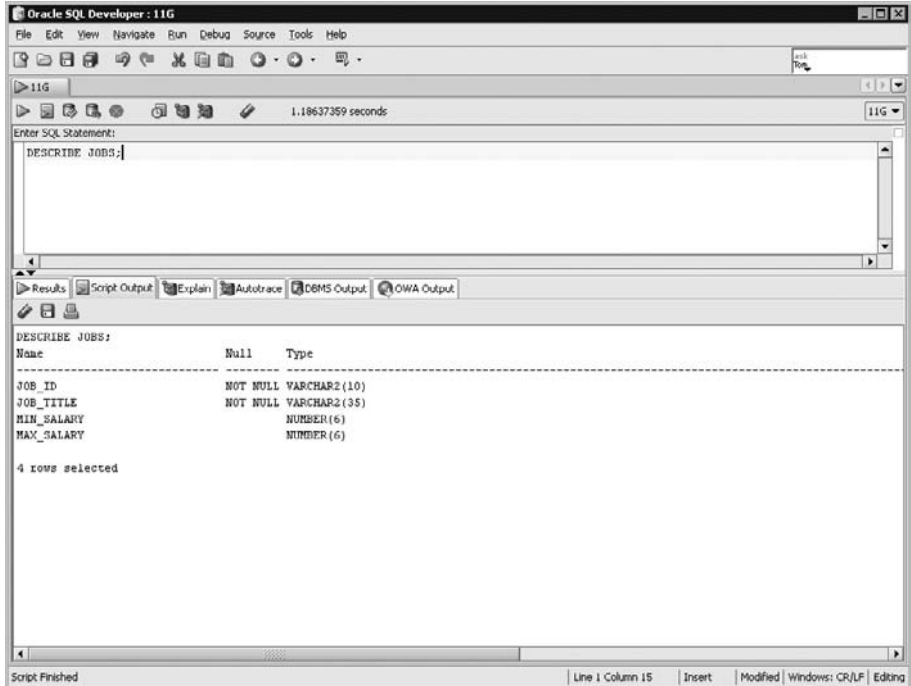 Oracle SQL Developer : 11G
File Edit View Navigate Run Debug Source Tools Help
ask
Tom
11G
1.18637359 seconds
11G
Enter SQL Statement:
DESCRIBE JOBS;
Results Script Output Explain Autotrace DBMS Output OWA Output
DESCRIBE JOBS;
Name Null Type
------------------------------ -------- ----------------------------------------
JOB_ID NOT NULL VARCHAR2(10)
JOB_TITLE NOT NULL VARCHAR2(35)
MIN_SALARY NUMBER(6)
MAX_SALARY NUMBER(6)
4 rows selected
Script Finished Line 1 Column 15 Insert Modified Windows: CR/LF Editing